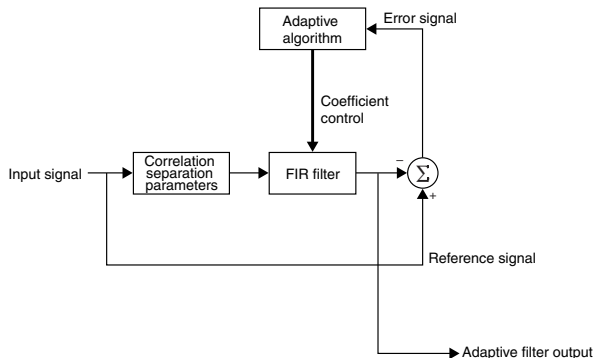 Adaptive
algorithm
Error signal
Coefficient
control
Input signal
Correlation
separation
parameters
FIR filter
−
Σ
+
Reference signal
Adaptive filter output